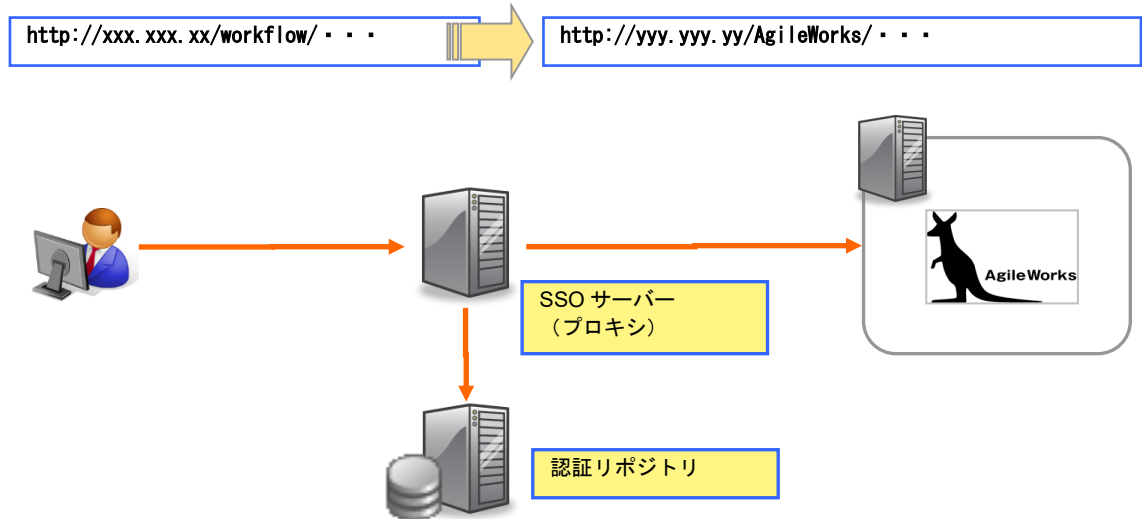 http://xxx.xxx.xx/workflow/・・・
http://yyy.yyy.yy/AgileWorks/・・・
AgileWorks
SSO サーバー
（プロキシ）
認証リポジトリ